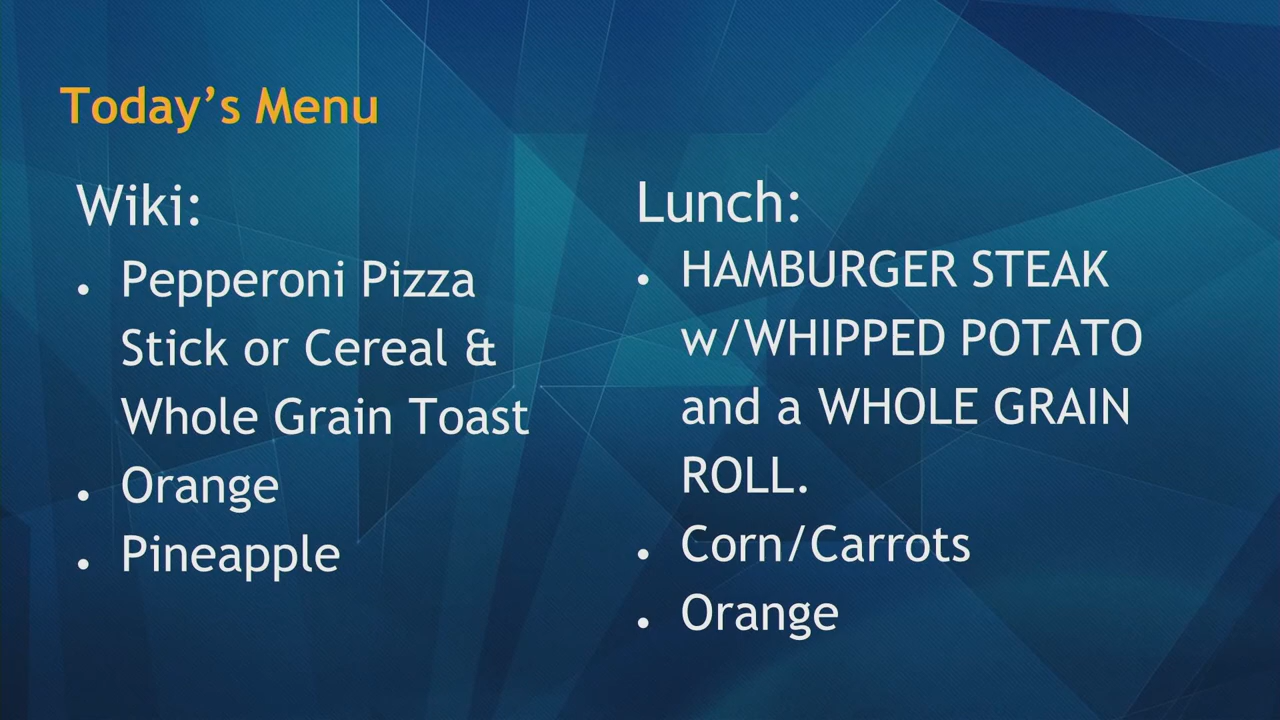 Today’s Menu
Wiki:
• Pepperoni Pizza
Stick or Cereal &
Whole Grain Toast
• Orange
• Pineapple
Lunch:
• HAMBURGER STEAK
w/WHIPPED POTATO
and a WHOLE GRAIN
ROLL.
• Corn/Carrots
• Orange